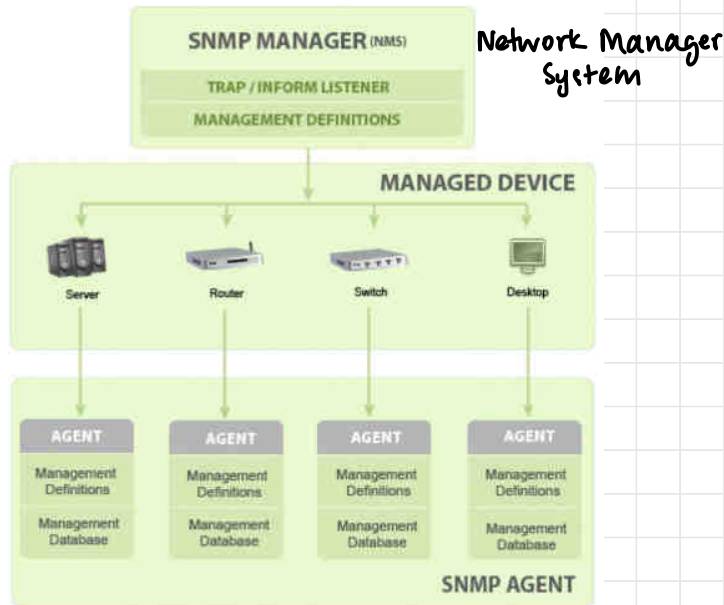 SNMP MANAGER (NMS)
Network Manager
System
TRAP / INFORM LISTENER
MANAGEMENT DEFINITIONS
MANAGED DEVICE
Server
Router
Switch
Desktop
AGENT
AGENT
AGENT
AGENT
Management
Definitions
Management
Definitions
Management
Definitions
Management
Definitions
Management
Database
Management
Database
Management
Database
Management
Database
SNMP AGENT